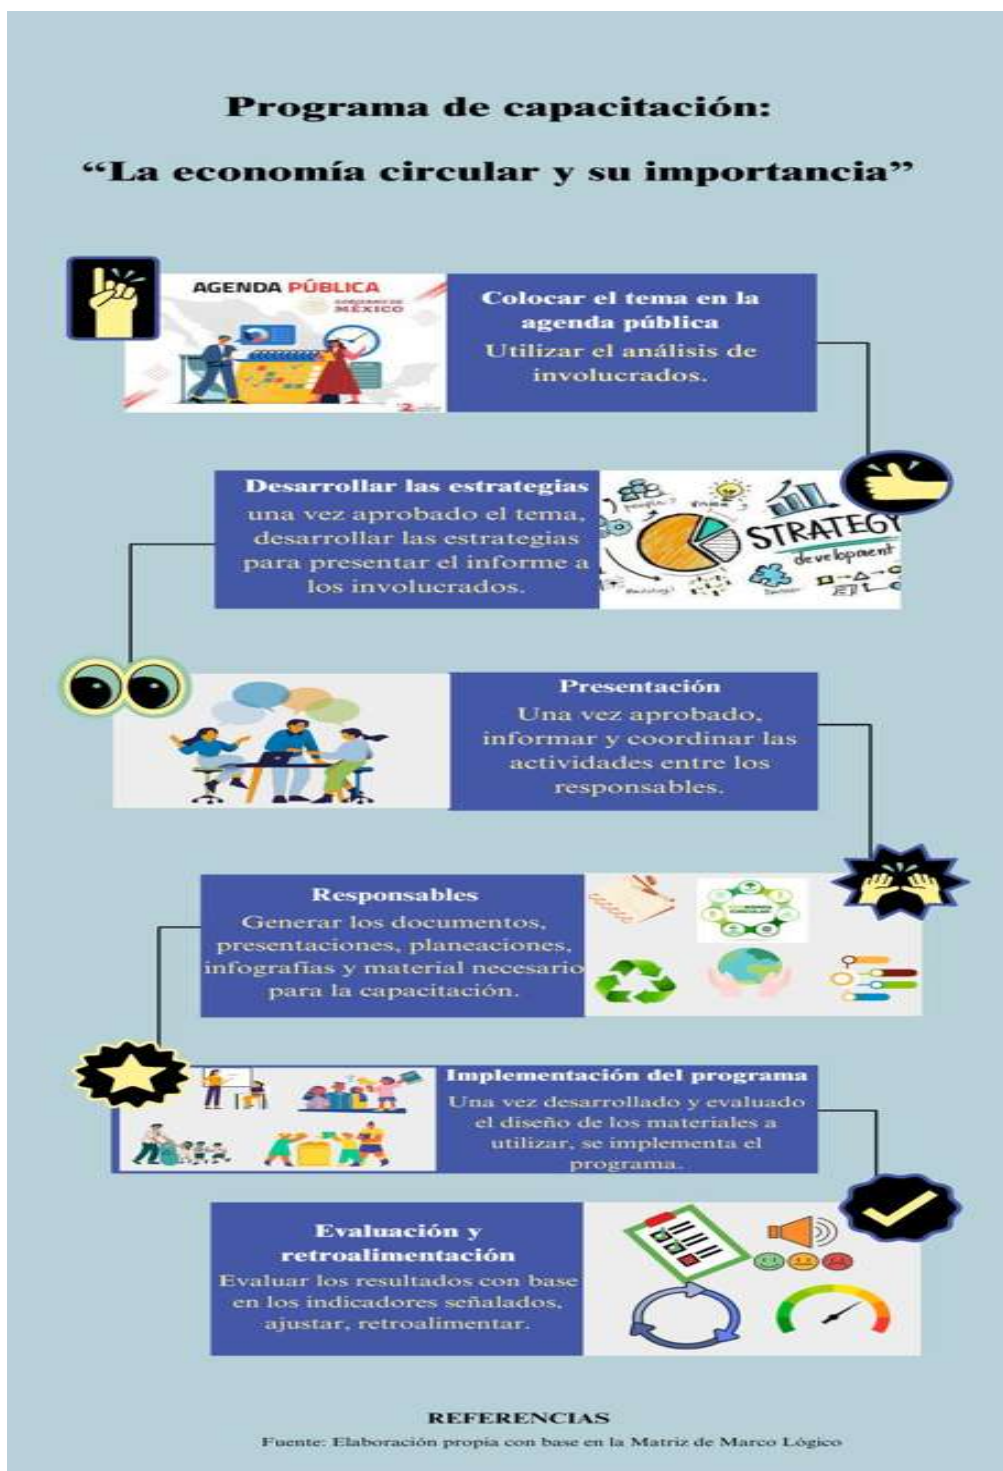 Programa de capacitación:
“La economía circular y su importancia”
AGENDA PÚBLICA
GOBIERNO DE
MÉXICO
Colocar el tema en la
agenda pública
Utilizar el análisis de
involucrados.
Desarrollar las estrategias
una vez aprobado el tema,
desarrollar las estrategias
para presentar el informe a
los involucrados.
people
STRATEGY
development
Presentación
Una vez aprobado,
informar y coordinar las
actividades entre los
responsables.
Responsables
Generar los documentos,
presentaciones, planeaciones,
infografías y material necesario
para la capacitación.
ECONOMÍA
CIRCULAR
Implementación del programa
Una vez desarrollado y evaluado
el diseño de los materiales a
utilizar, se implementa el
programa.
Evaluación y
retroalimentación
Evaluar los resultados con base
en los indicadores señalados,
ajustar, retroalimentar.
REFERENCIAS
Fuente: Elaboración propia con base en la Matriz de Marco Lógico